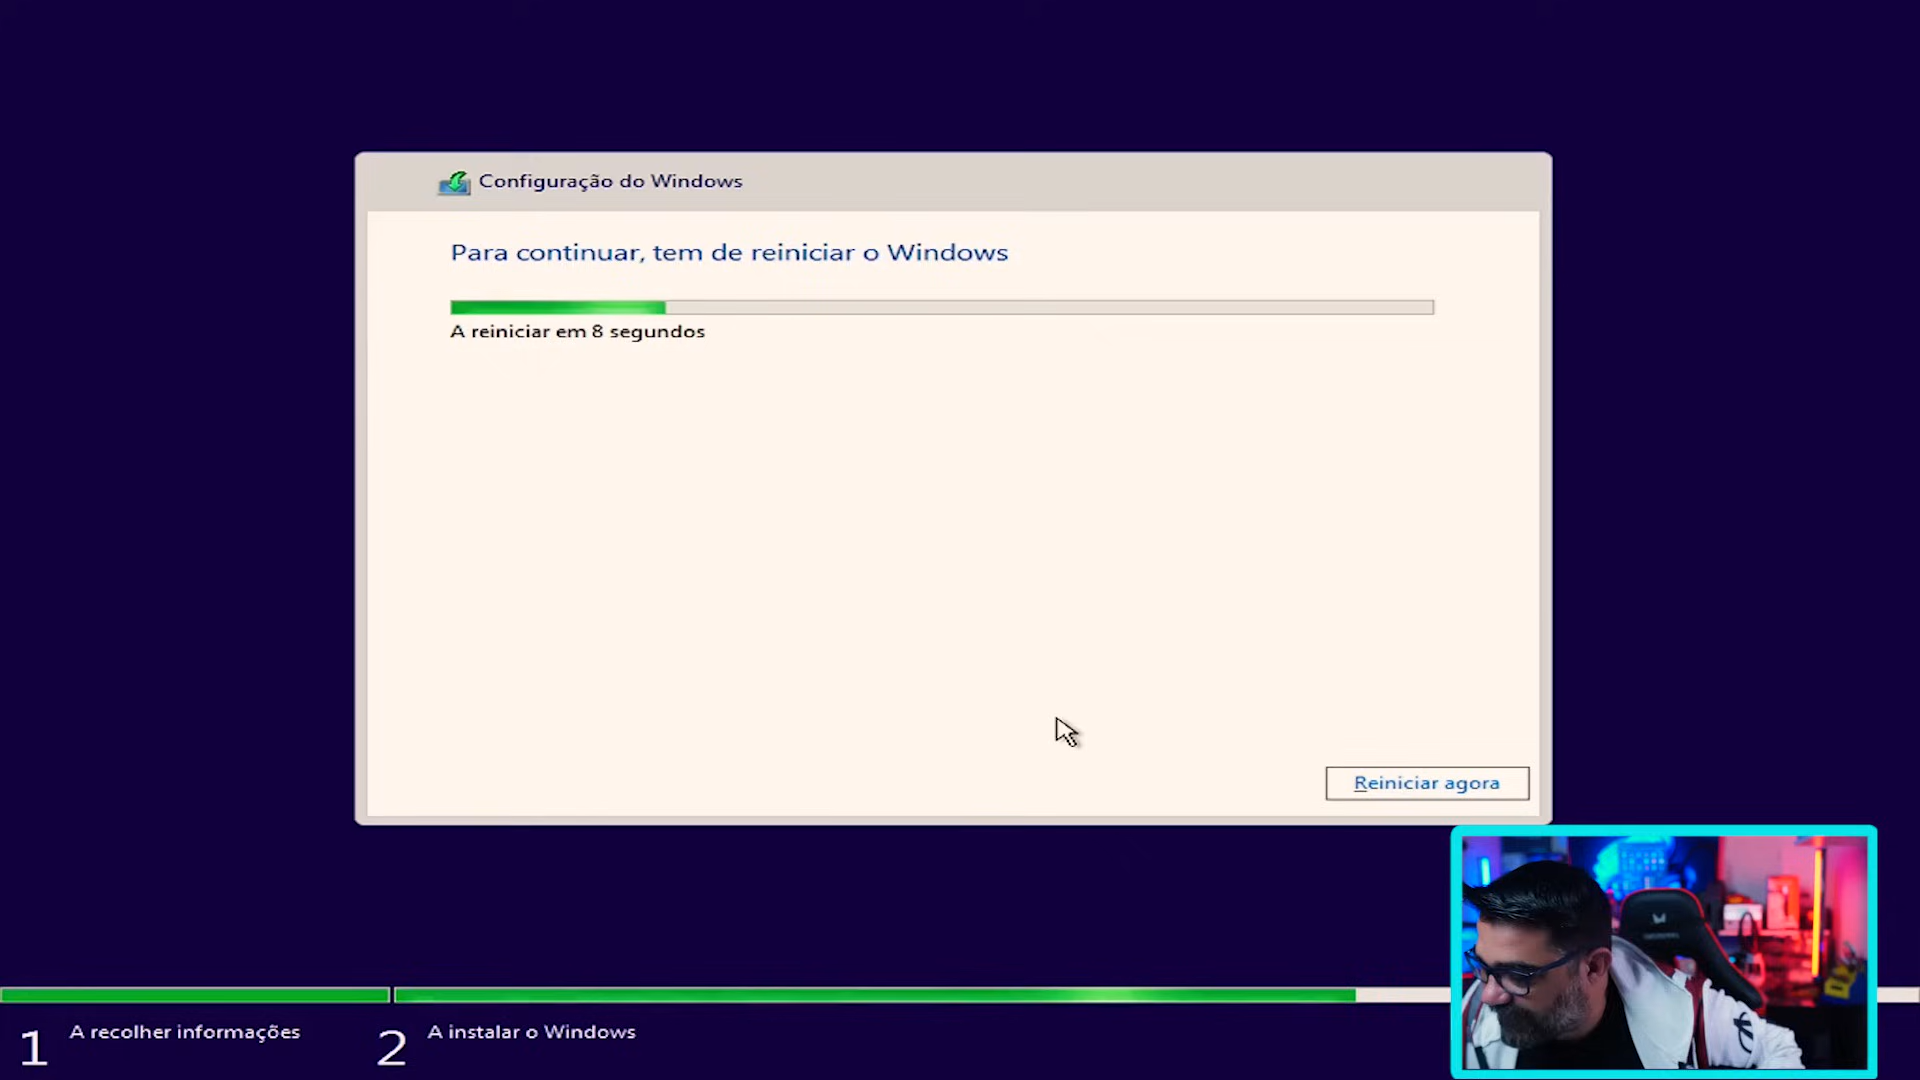 Configuração do Windows
Para continuar, tem de reiniciar o Windows
A reiniciar em 8 segundos
Reiniciar agora
1 A recolher informações
2 A instalar o Windows